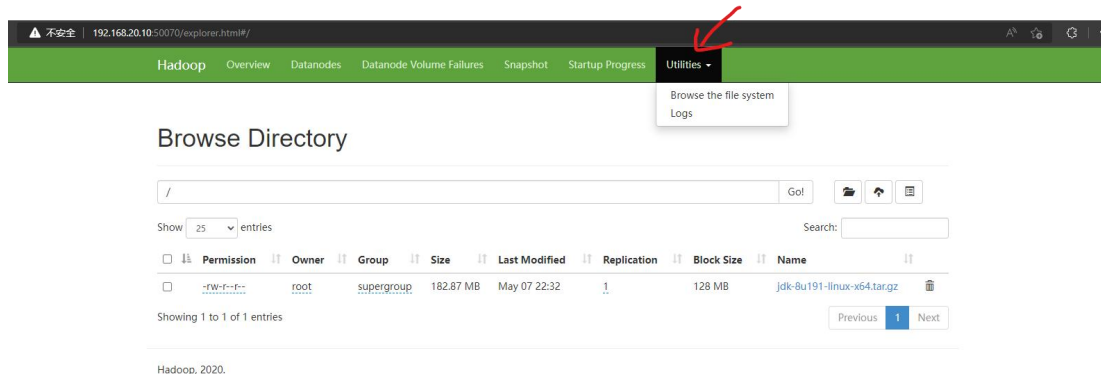 不安全 192.168.20.10:50070/explorer.html#/
Hadoop Overview Datanodes Datanode Volume Failures Snapshot Startup Progress Utilities
Browse the file system
Logs
Browse Directory
/ Go!
Show 25 entries Search:
Permission Owner Group Size Last Modified Replication Block Size Name
-rw-r--r-- root supergroup 182.87 MB May 07 22:32 1 128 MB jdk-8u191-linux-x64.tar.gz
Showing 1 to 1 of 1 entries Previous 1 Next
Hadoop, 2020.